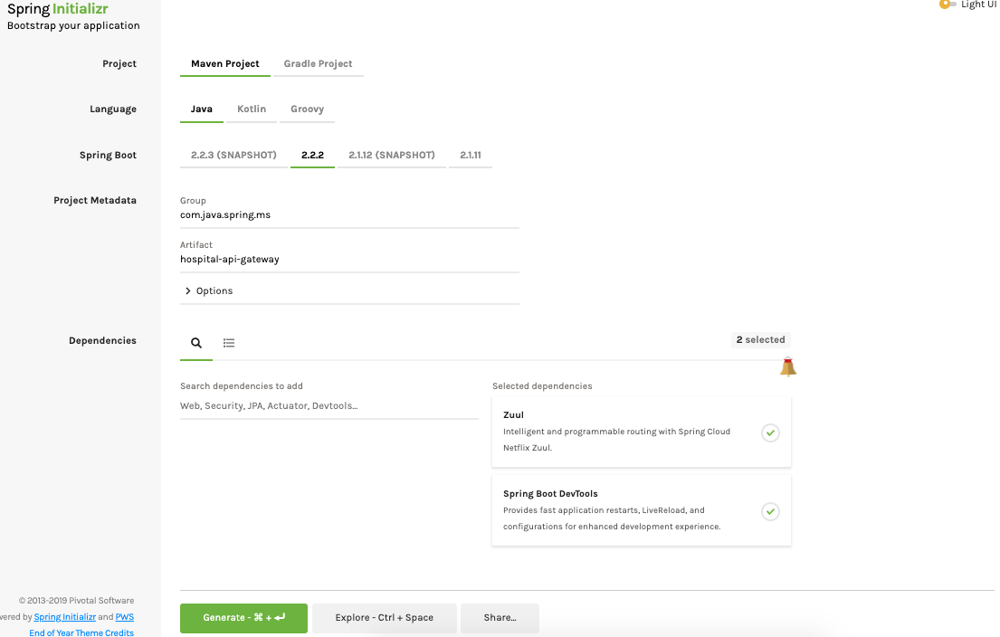 Spring Initializr
Light UI
Bootstrap your application
Project
Maven Project
Gradle Project
Language
Java
Kotlin
Groovy
Spring Boot
2.2.3 (SNAPSHOT)
2.2.2
2.1.12 (SNAPSHOT)
2.1.11
Project Metadata
Group
com.java.spring.ms
Artifact
hospital-api-gateway
Options
Dependencies
2 selected
Search dependencies to add
Web, Security, JPA, Actuator, Devtools...
Selected dependencies
Zuul
Intelligent and programmable routing with Spring Cloud
Netflix Zuul.
Spring Boot DevTools
Provides fast application restarts, LiveReload, and
configurations for enhanced development experience.
© 2013-2019 Pivotal Software
wered by Spring Initializr and PWS
End of Year Theme Credits
Generate - ⌘ + ↵
Explore - Ctrl + Space
Share...